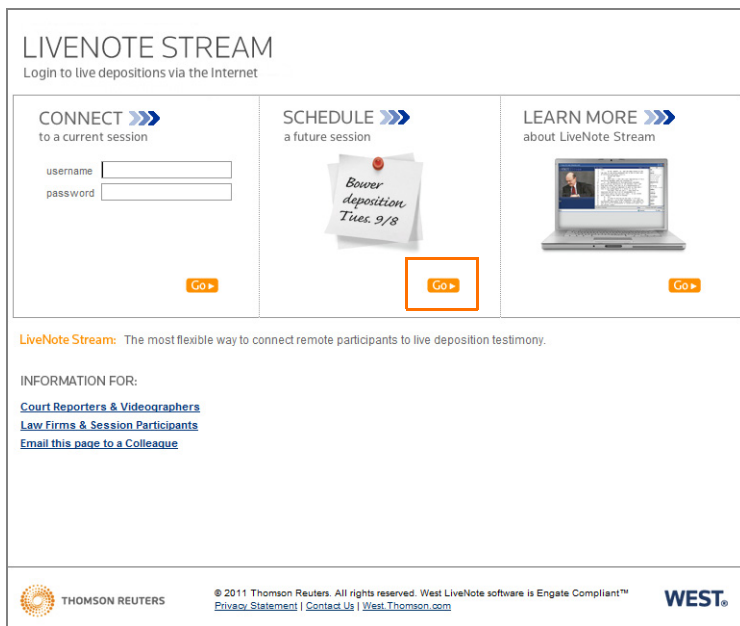 LIVENOTE STREAM
Login to live depositions via the Internet
CONNECT
to a current session
username
password
Go
SCHEDULE
a future session
Bower
deposition
Tues. 9/8
Go
LEARN MORE
about LiveNote Stream
Go
LiveNote Stream: The most flexible way to connect remote participants to live deposition testimony.
INFORMATION FOR:
Court Reporters & Videographers
Law Firms & Session Participants
Email this page to a Colleague
THOMSON REUTERS
© 2011 Thomson Reuters. All rights reserved. West LiveNote software is Engate Compliant™
Privacy Statement | Contact Us | West.Thomson.com
WEST®